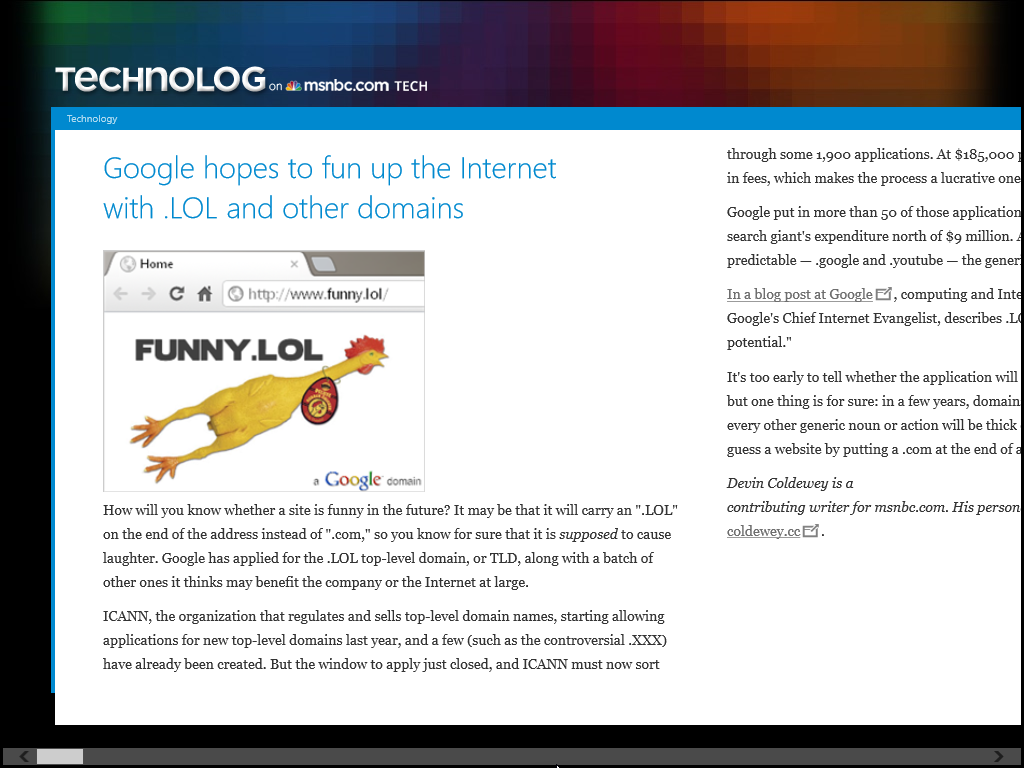 TECHNOLOG on msnbc.com TECH
Technology
Google hopes to fun up the Internet
with .LOL and other domains
Home
http://www.funny.lol/
FUNNY.LOL
a Google domain
How will you know whether a site is funny in the future? It may be that it will carry an ".LOL"
on the end of the address instead of ".com," so you know for sure that it is supposed to cause
laughter. Google has applied for the .LOL top-level domain, or TLD, along with a batch of
other ones it thinks may benefit the company or the Internet at large.
ICANN, the organization that regulates and sells top-level domain names, starting allowing
applications for new top-level domains last year, and a few (such as the controversial .XXX)
have already been created. But the window to apply just closed, and ICANN must now sort
through some 1,900 applications. At $185,000
in fees, which makes the process a lucrative one
Google put in more than 50 of those application
search giant's expenditure north of $9 million.
predictable — .google and .youtube — the gener
In a blog post at Google, computing and Inte
Google's Chief Internet Evangelist, describes .LO
potential."
It's too early to tell whether the application will
but one thing is for sure: in a few years, domain
every other generic noun or action will be thick
guess a website by putting a .com at the end of a
Devin Coldewey is a
contributing writer for msnbc.com. His person
coldewey.cc.